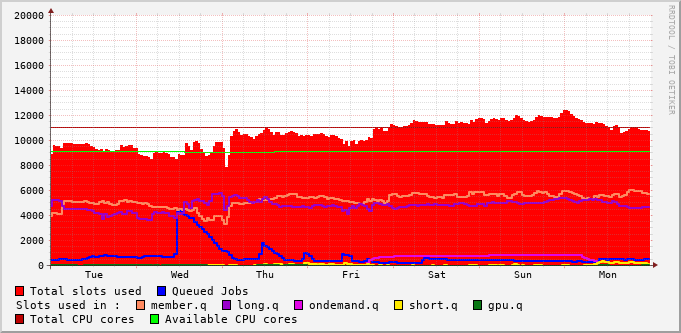 20000
18000
16000
14000
12000
10000
8000
6000
4000
2000
0
Tue Wed Thu Fri Sat Sun Mon
RRDTOOL / TOBI OETIKER
Total slots used Queued Jobs
Slots used in : member.q long.q ondemand.q short.q gpu.q
Total CPU cores Available CPU cores